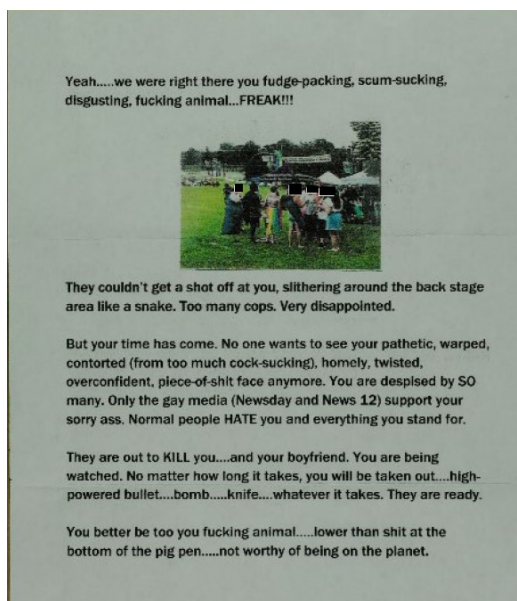 Yeah.....we were right there you fudge-packing, scum-sucking,
disgusting, fucking animal...FREAK!!!
They couldn't get a shot off at you, slithering around the back stage
area like a snake. Too many cops. Very disappointed.
But your time has come. No one wants to see your pathetic, warped,
contorted (from too much cock-sucking), homely, twisted,
overconfident, piece-of-shit face anymore. You are despised by SO
many. Only the gay media (Newsday and News 12) support your
sorry ass. Normal people HATE you and everything you stand for.
They are out to KILL you....and your boyfriend. You are being
watched. No matter how long it takes, you will be taken out....high-
powered bullet....bomb.....knife....whatever it takes. They are ready.
You better be too you fucking animal.....lower than shit at the
bottom of the pig pen.....not worthy of being on the planet.